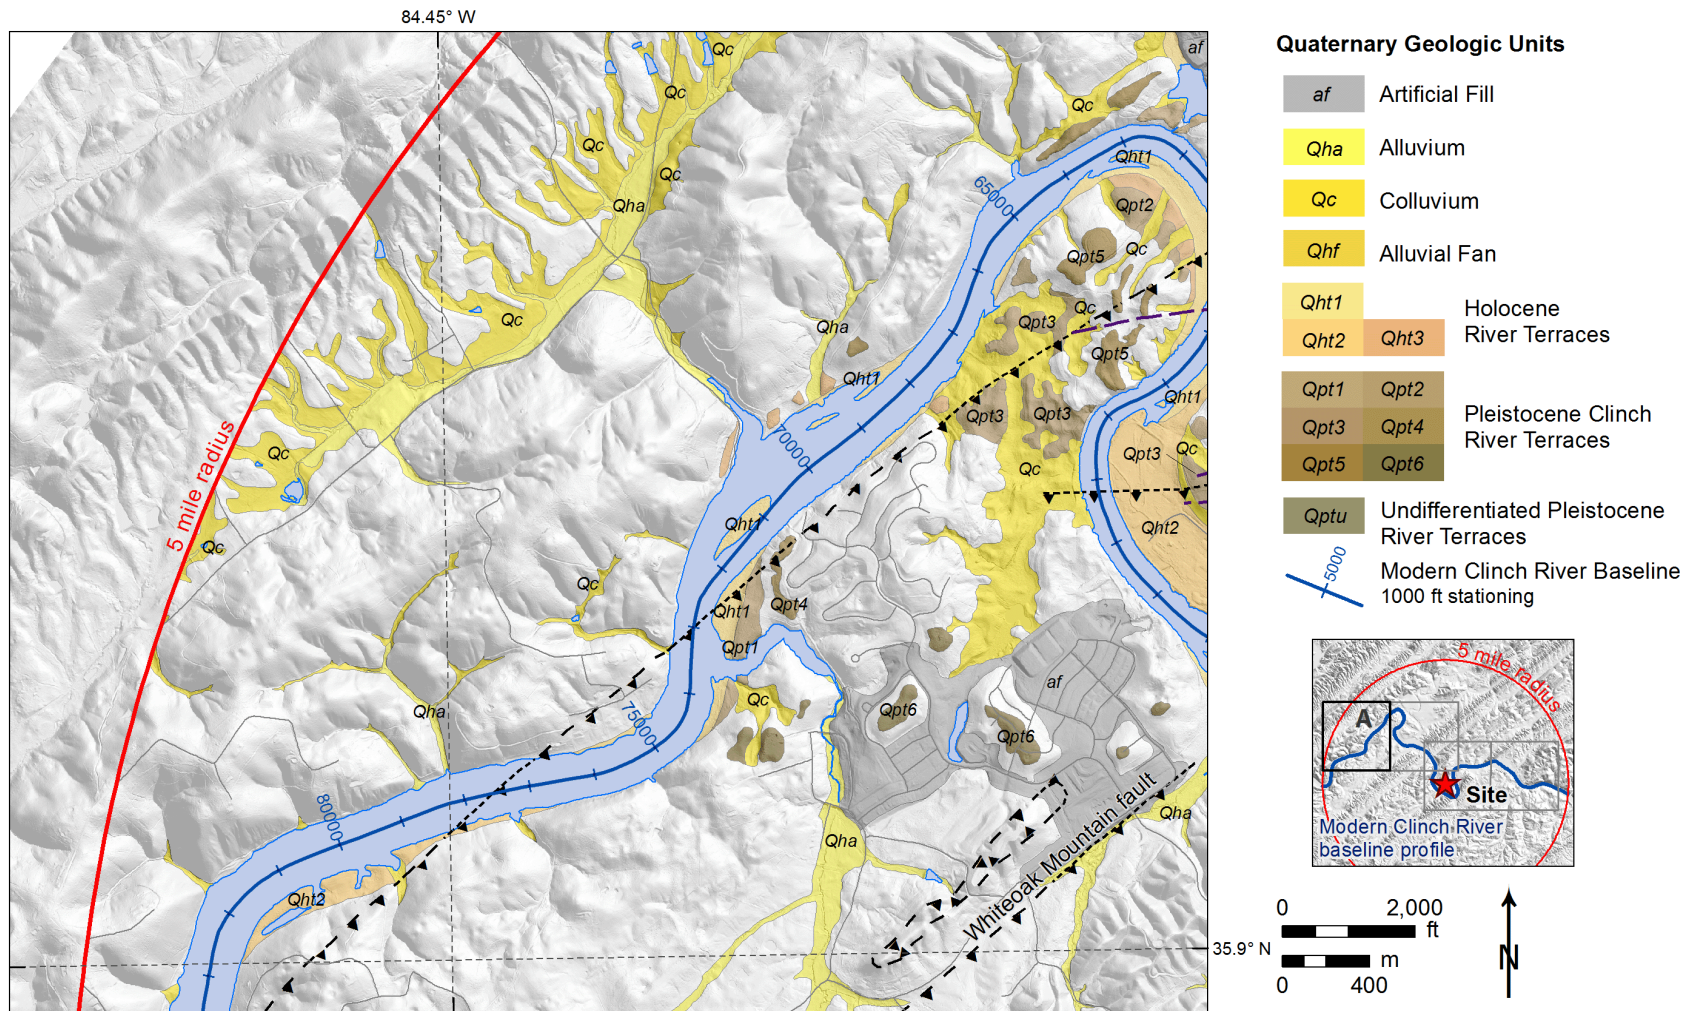 84.45° W
Qc
af
Qc
Qc
Qc
Qht1
Qc
Qha
65000
Qpt2
Qc
Qpt5
Qc
Qc
Qpt3
Qha
Qpt5
Qht1
Qht1
Qpt3
Qpt3
5 mile radius
Qc
70000
Qc
Qpt3
Qc
Qht1
Qht2
Qc
Qc
Qht1
Qpt4
Qpt1
af
Qc
Qpt6
Qha
75000
Qpt6
80000
Qha
Qha
Whiteoak Mountain fault
Qht2
35.9° N
Quaternary Geologic Units
af
Artificial Fill
Qha
Alluvium
Qc
Colluvium
Qhf
Alluvial Fan
Qht1
Qht2 Qht3
Holocene
River Terraces
Qpt1 Qpt2
Qpt3 Qpt4
Qpt5 Qpt6
Pleistocene Clinch
River Terraces
Qptu
Undifferentiated Pleistocene
River Terraces
5000
Modern Clinch River Baseline
1000 ft stationing
5 mile radius
A
Site
Modern Clinch River
baseline profile
0 2,000
ft
m
0 400
N